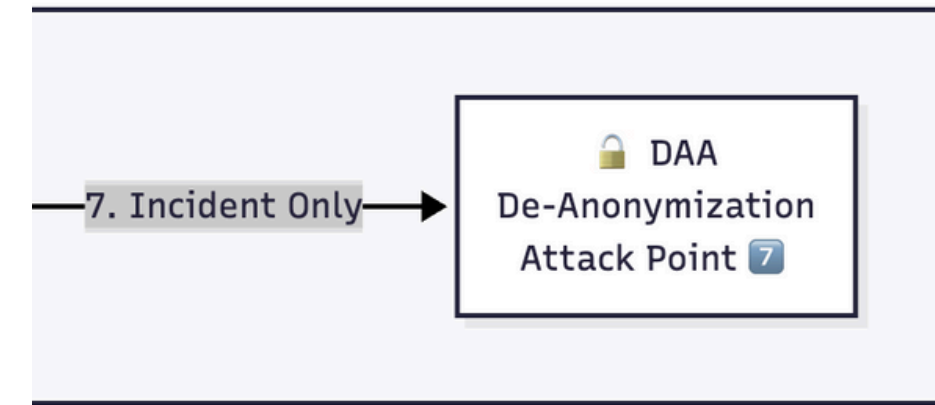 7. Incident Only
🔓 DAA
De-Anonymization
Attack Point 7️⃣